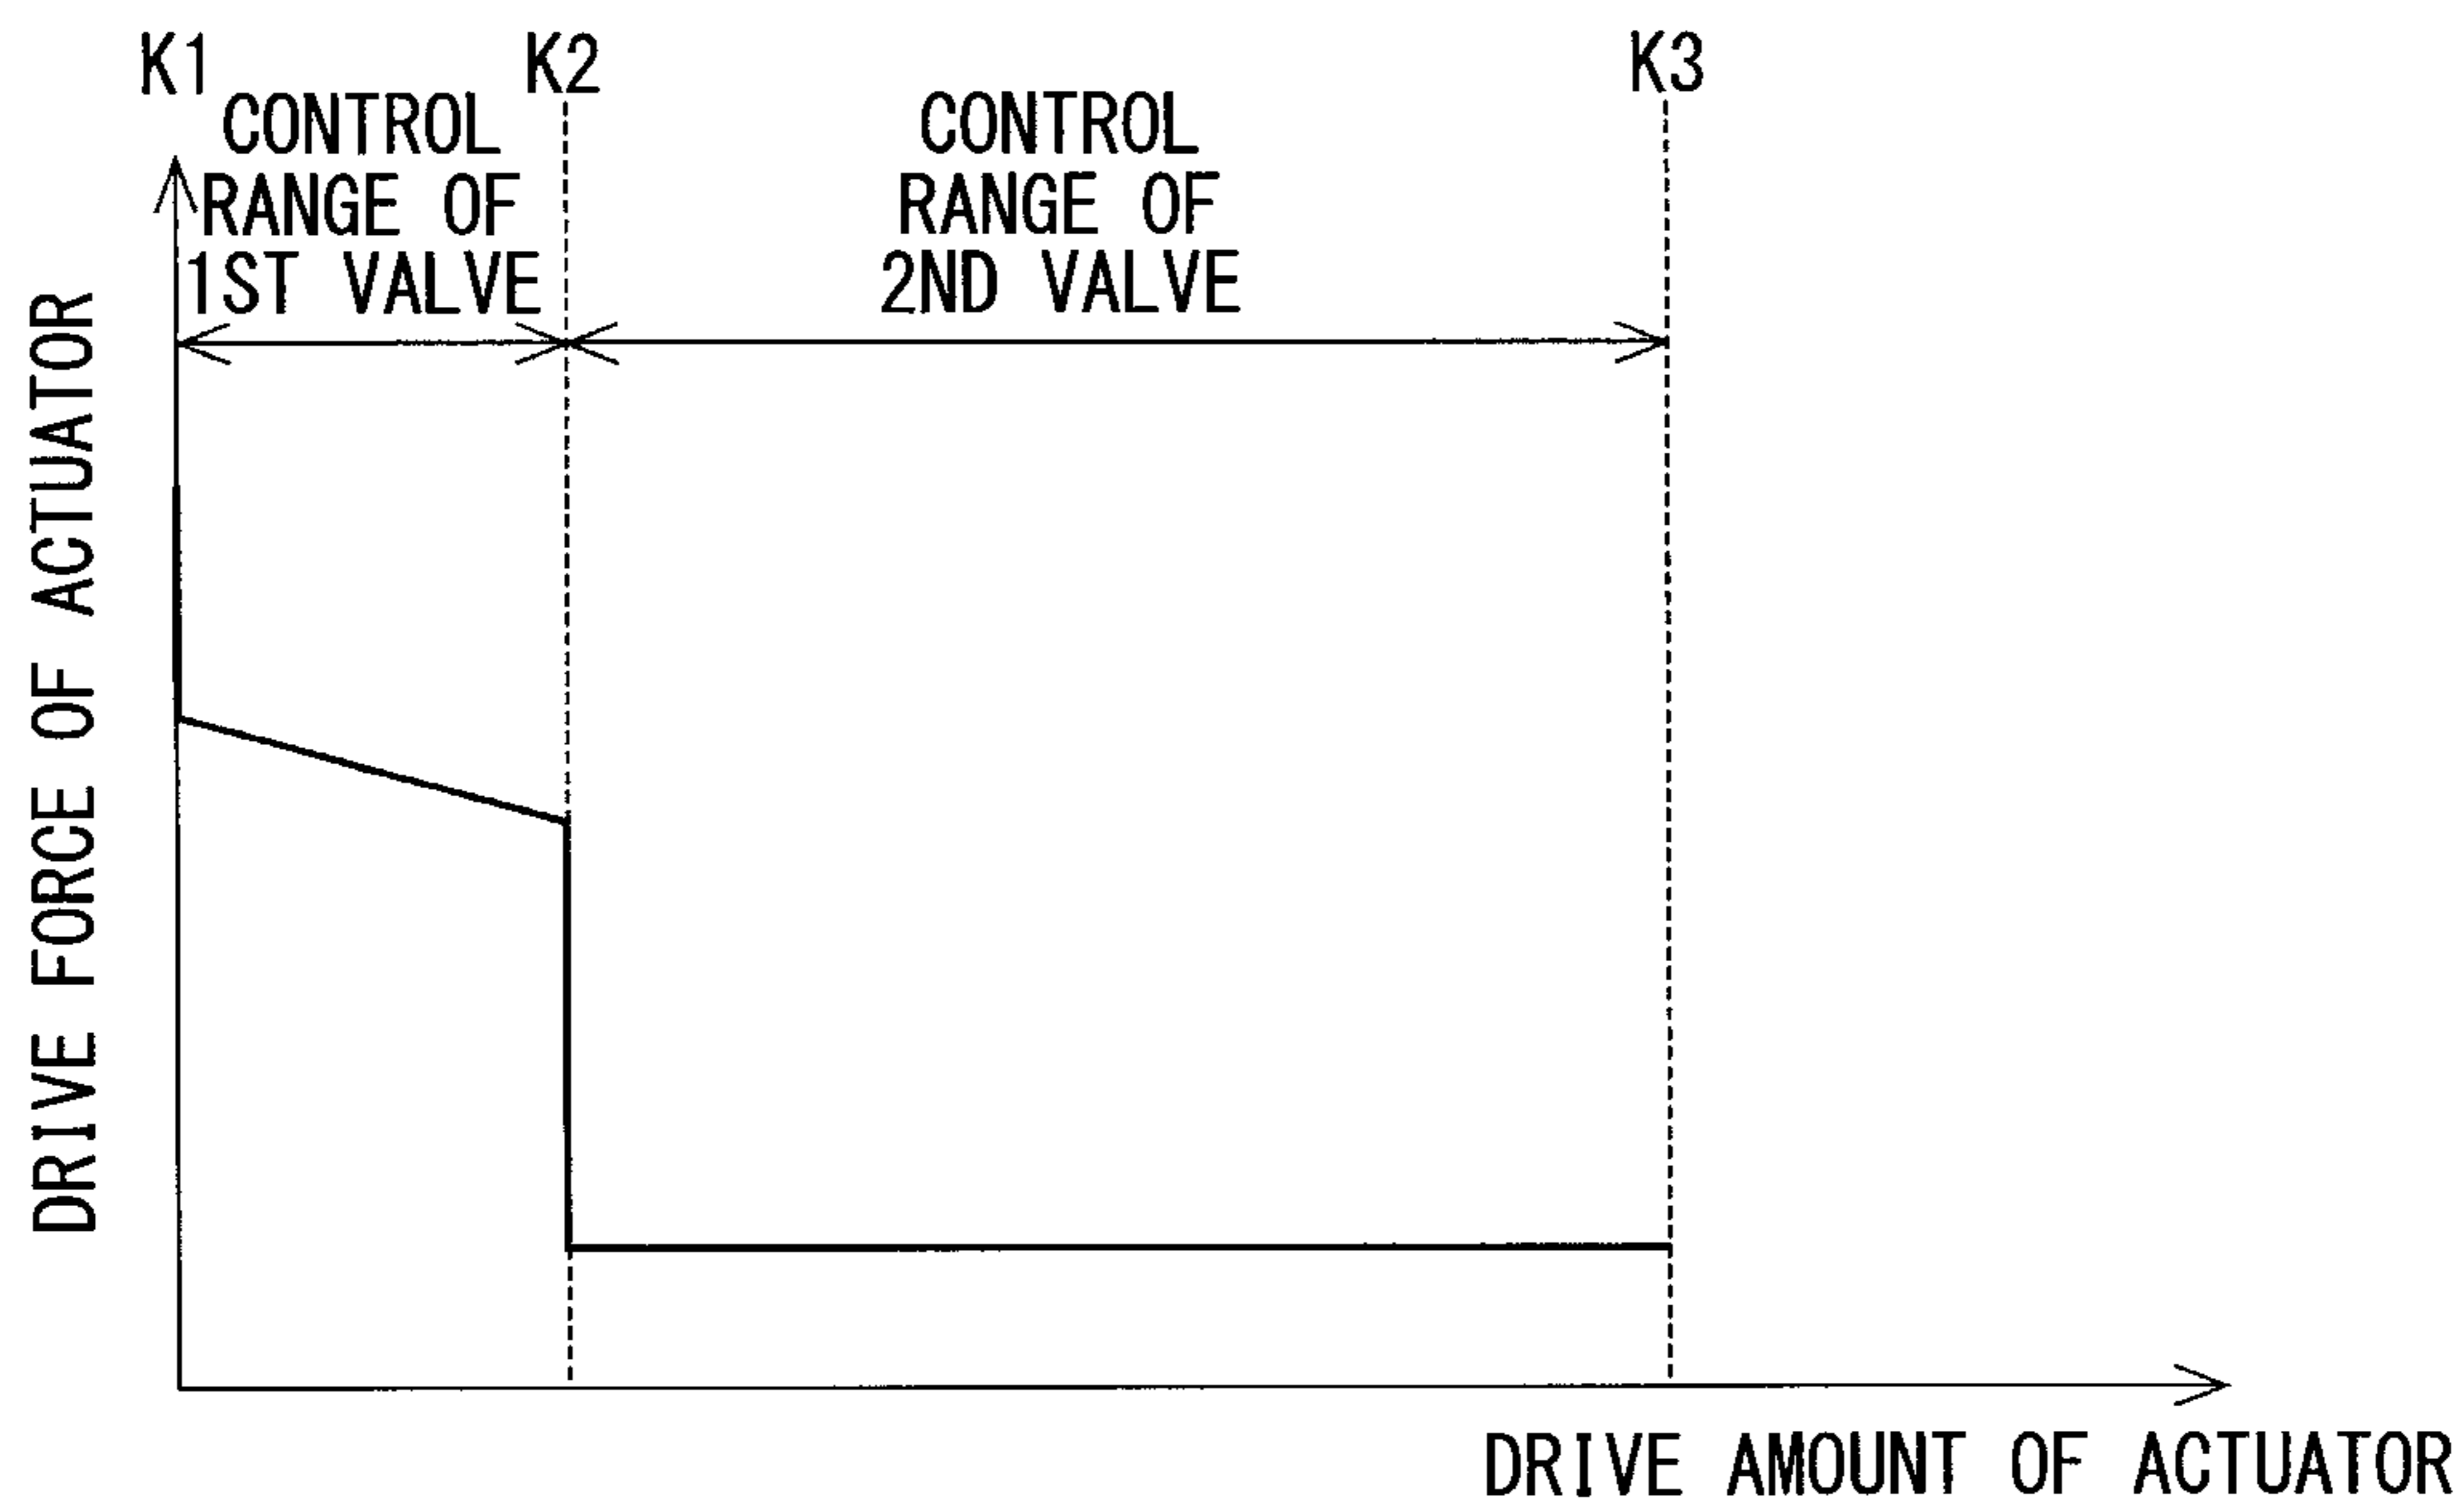 K1
K2
K3
CONTROL
RANGE OF
1ST VALVE
CONTROL
RANGE OF
2ND VALVE
DRIVE FORCE OF ACTUATOR
DRIVE AMOUNT OF ACTUATOR